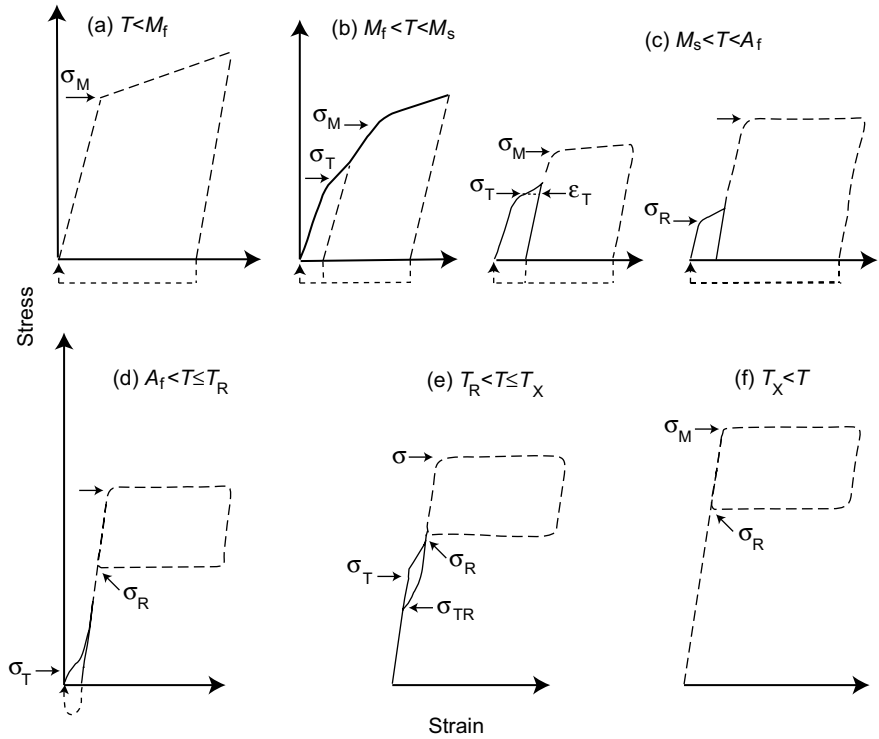 (a) T<Mf
σM
(b) Mf<T<Ms
σM
σT
(c) Ms<T<Af
σM
σT
εT
σR
Stress
(d) Af<T≤TR
σR
σT
(e) TR<T≤TX
σ
σT
σR
σTR
(f) TX<T
σM
σR
Strain